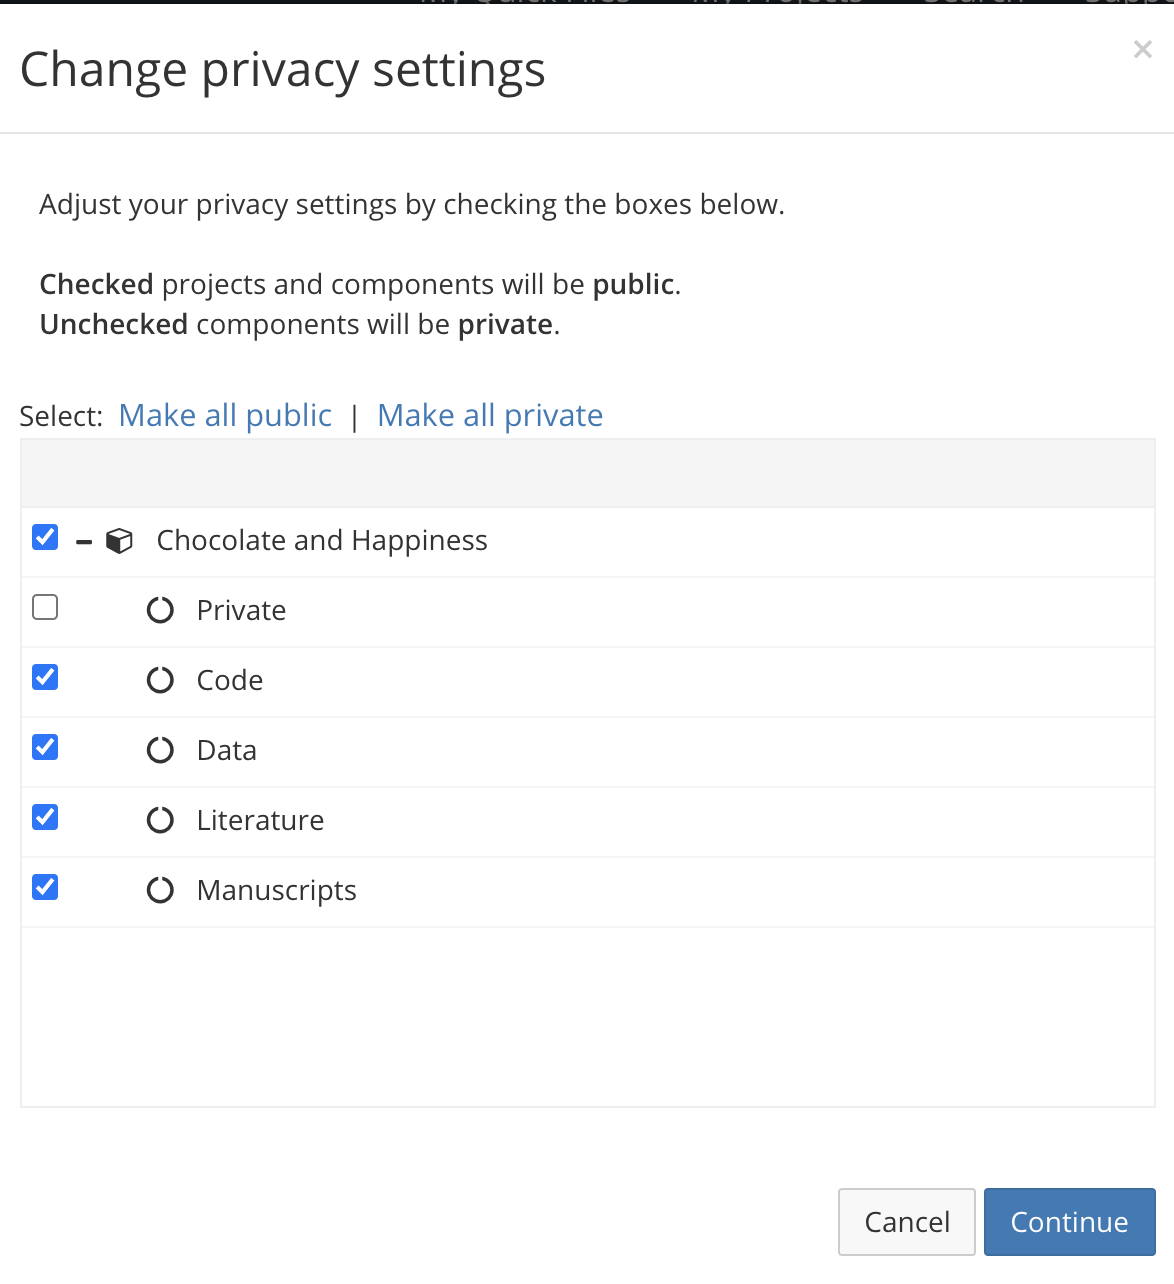 Change privacy settings
×
Adjust your privacy settings by checking the boxes below.
Checked projects and components will be public.
Unchecked components will be private.
Select: Make all public | Make all private
Chocolate and Happiness
Private
Code
Data
Literature
Manuscripts
Cancel Continue